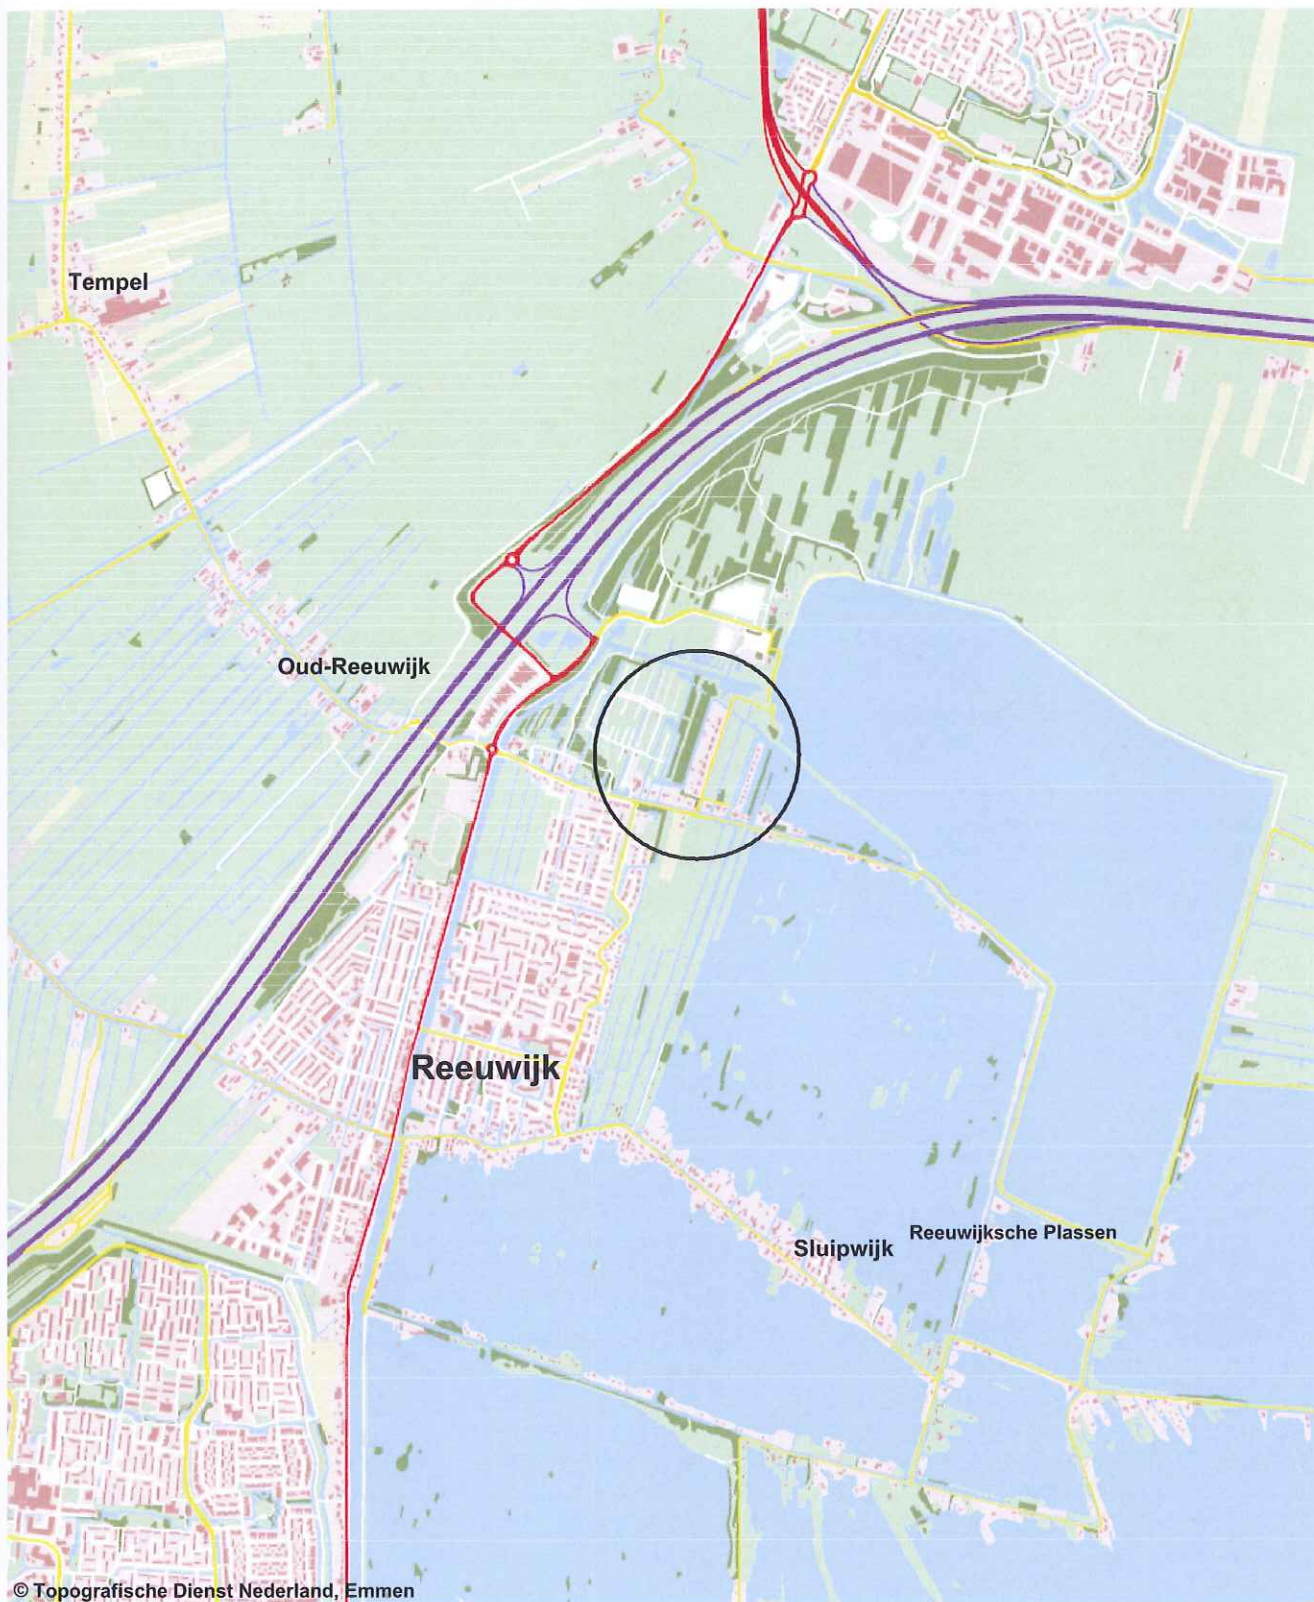 Tempel
Oud-Reeuwijk
Reeuwijk
Sluipwijk
Reeuwijksche Plassen
© Topografische Dienst Nederland, Emmen